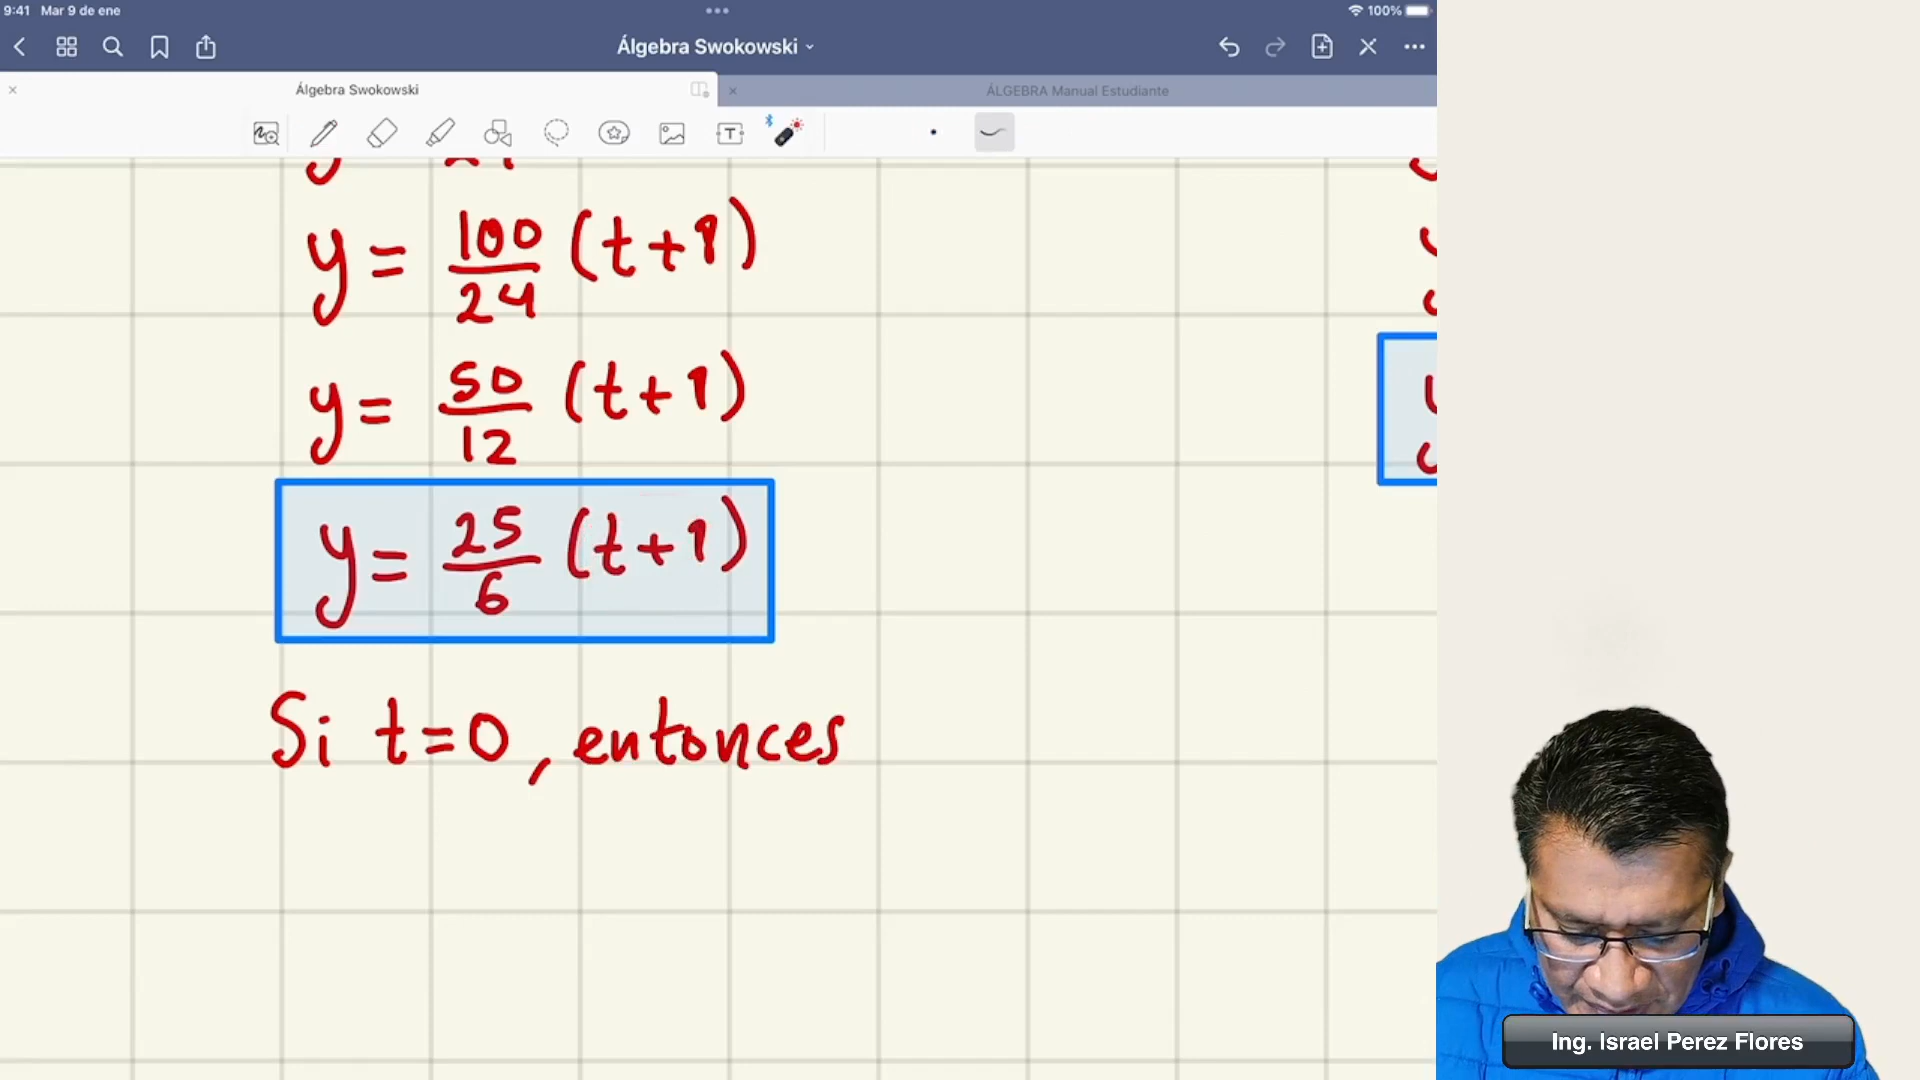 9:41 Mar 9 de ene
100%
Álgebra Swokowski
Álgebra Swokowski
ÁLGEBRA Manual Estudiante
T
y = 100/24 (t+1)
y = 50/12 (t+1)
y = 25/6 (t+1)
Si t=0, entonces
Ing. Israel Perez Flores